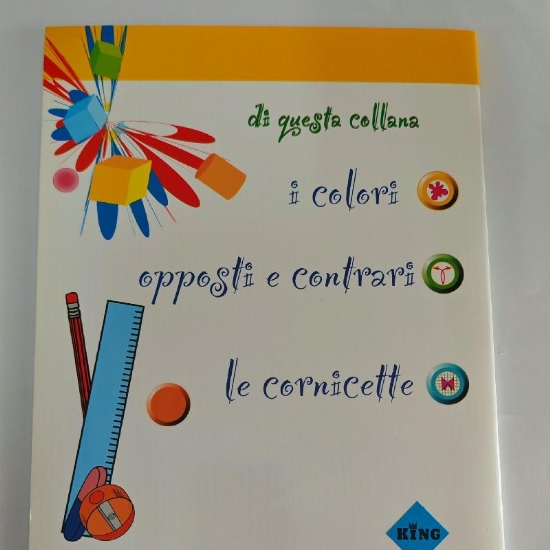 di questa collana
i colori
opposti e contrari
le cornicette
KING